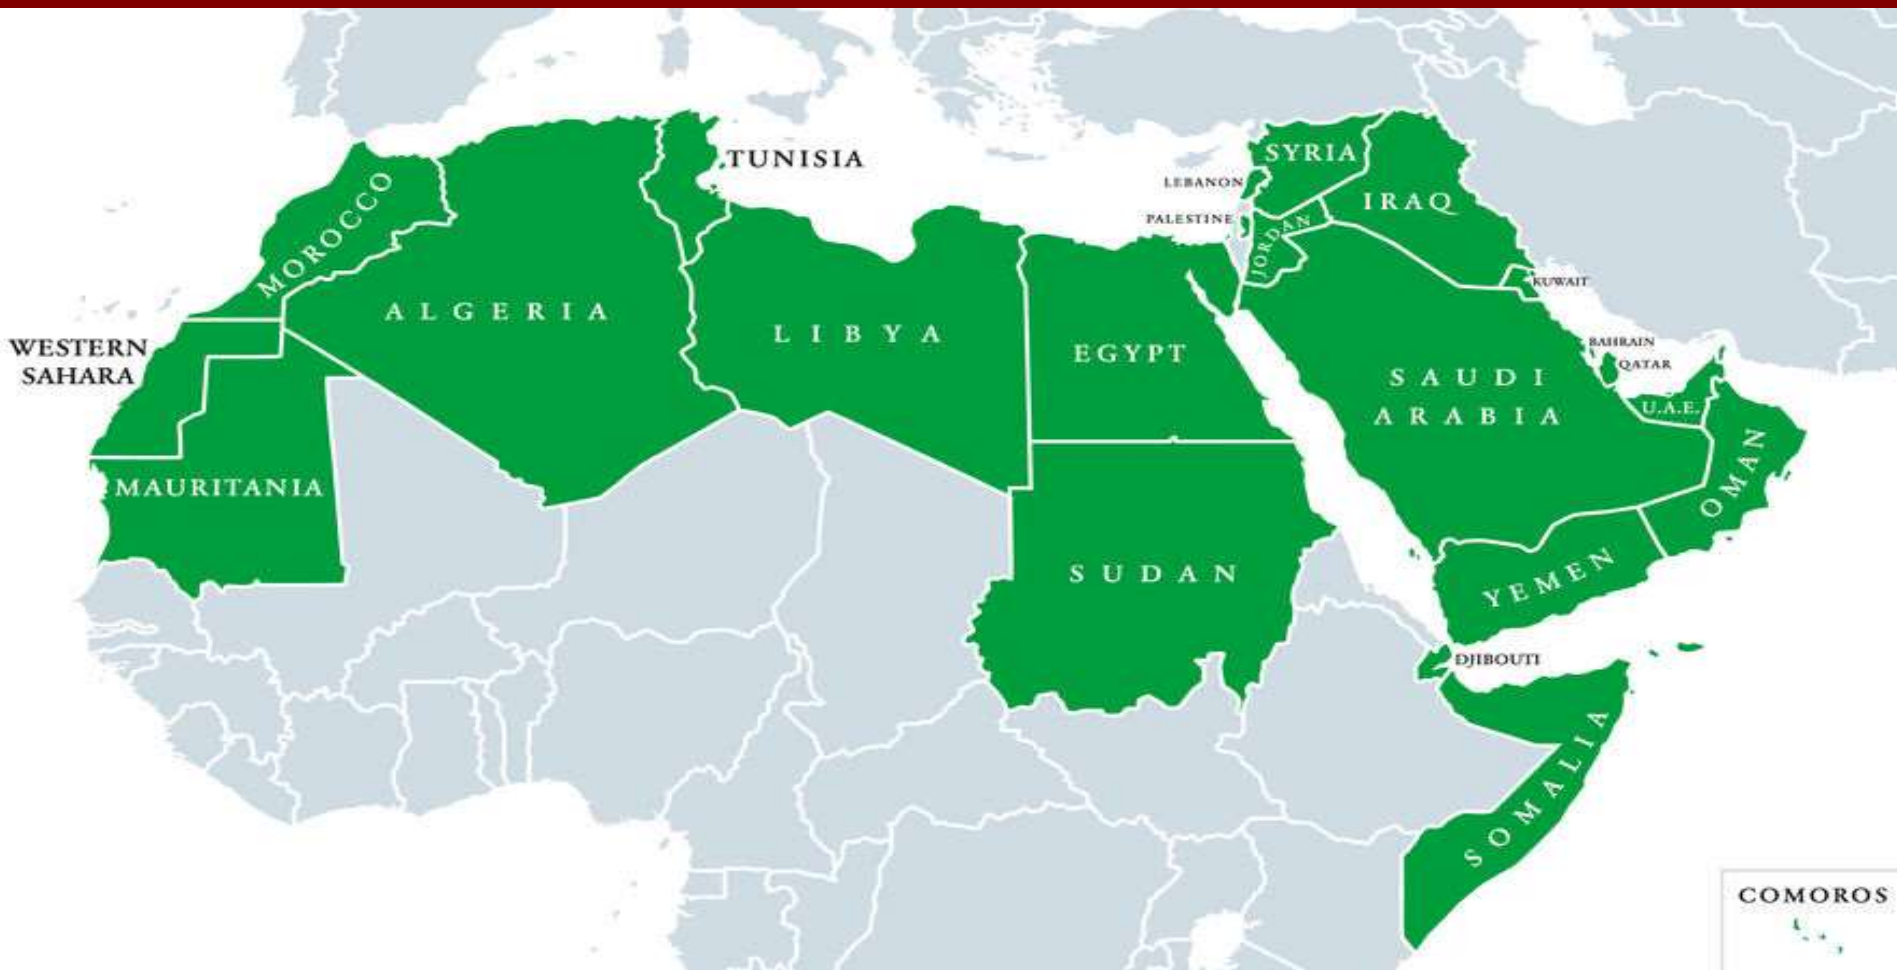 TUNISIA
SYRIA
LEBANON
IRAQ
MOROCCO
PALESTINE
JORDAN
KUWAIT
ALGERIA
LIBYA
WESTERN
SAHARA
EGYPT
BAHRAIN
QATAR
SAUDI
ARABIA
U.A.E.
OMAN
MAURITANIA
SUDAN
YEMEN
DJIBOUTI
SOMALIA
COMOROS